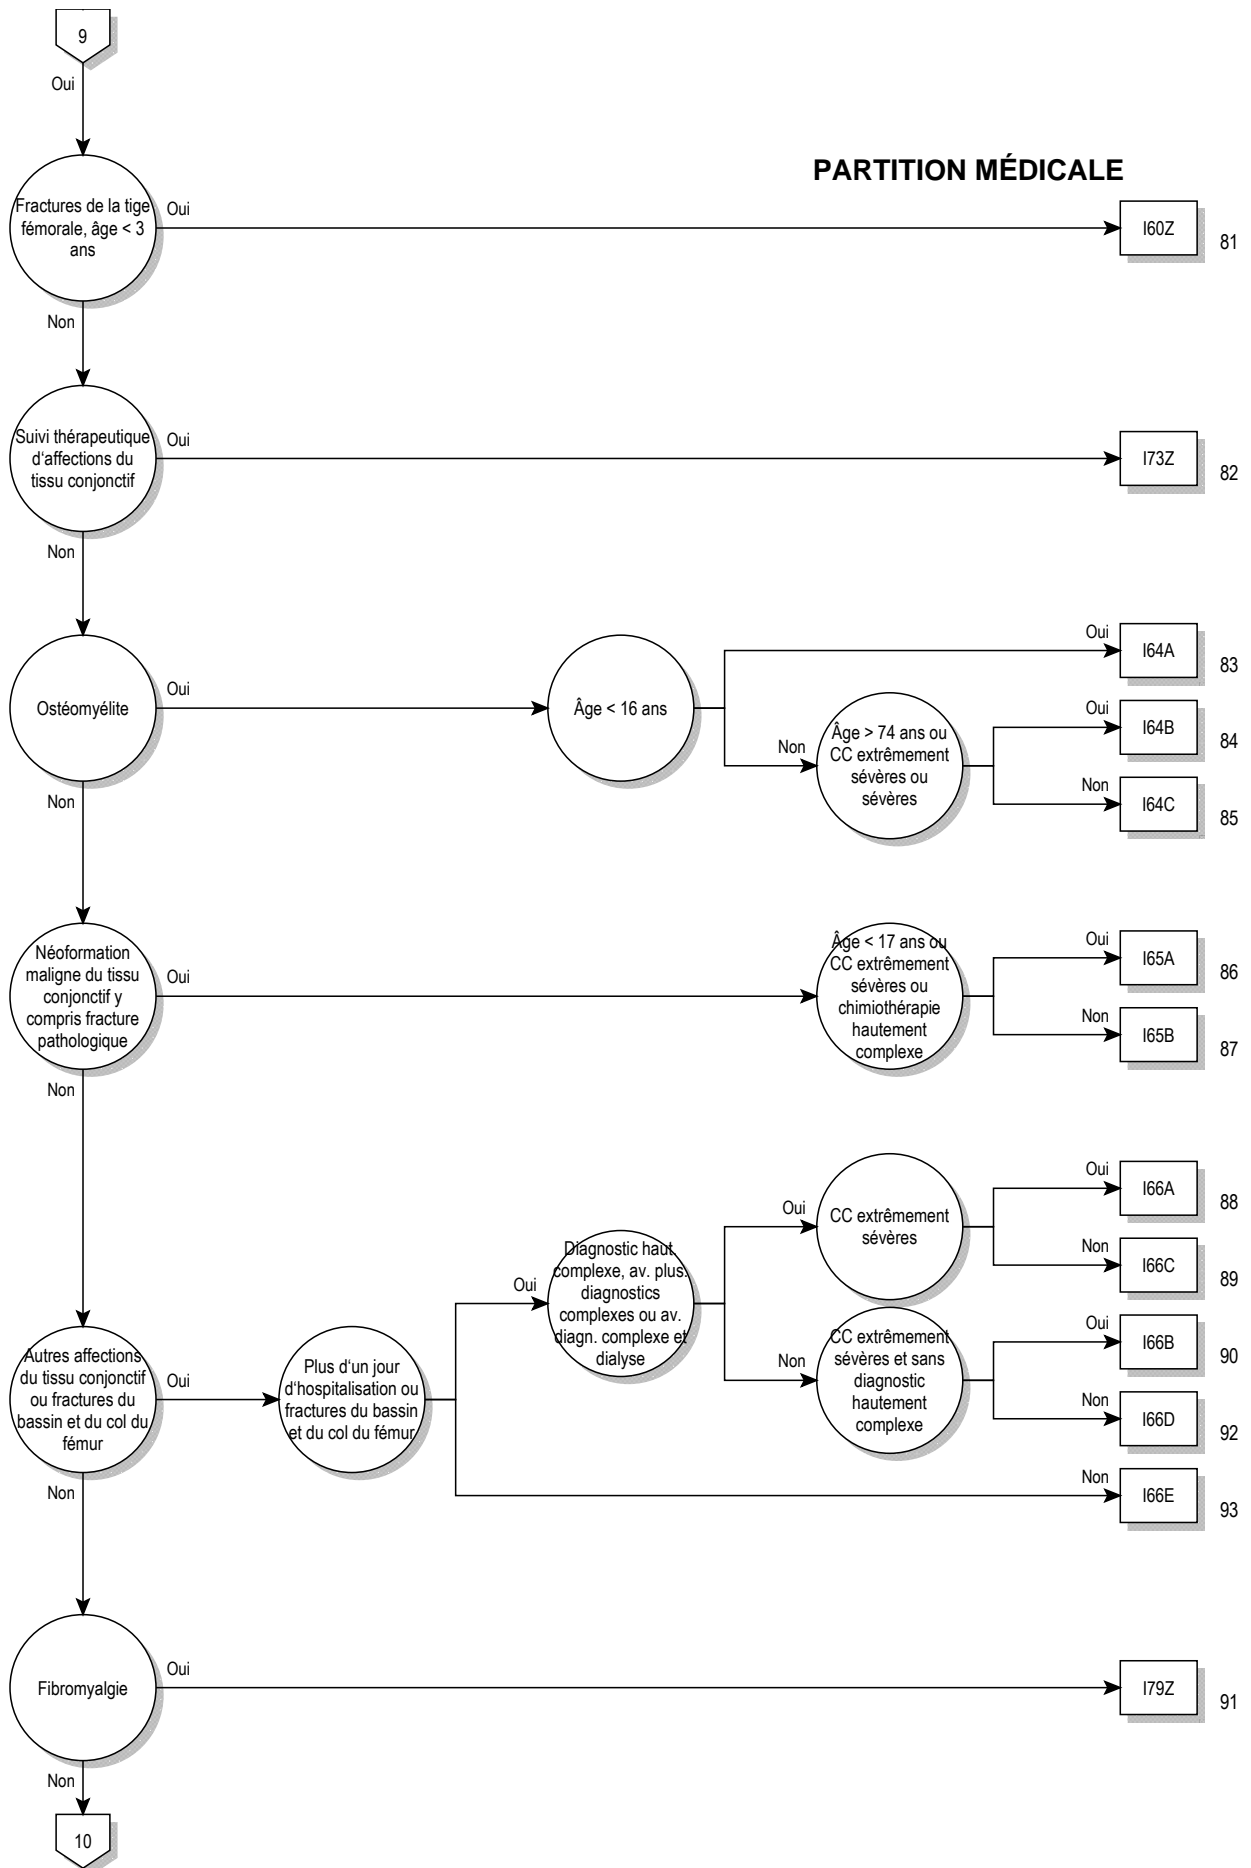 9
Oui
PARTITION MÉDICALE
Fractures de la tige
fémorale, âge < 3
ans
Oui
I60Z
81
Non
Suivi thérapeutique
d'affections du
tissu conjonctif
Oui
I73Z
82
Non
Ostéomyélite
Oui
Âge < 16 ans
Oui
I64A
83
Non
Âge > 74 ans ou
CC extrêmement
sévères ou
sévères
Oui
I64B
84
Non
I64C
85
Non
Néoformation
maligne du tissu
conjonctif y
compris fracture
pathologique
Oui
Âge < 17 ans ou
CC extrêmement
sévères ou
chimiothérapie
hautement
complexe
Oui
I65A
86
Non
I65B
87
Non
Autres affections
du tissu conjonctif
ou fractures du
bassin et du col du
fémur
Oui
Plus d'un jour
d'hospitalisation ou
fractures du bassin
et du col du fémur
Oui
Diagnostic haut.
complexe, av. plus.
diagnostics
complexes ou av.
diagn. complexe et
dialyse
Oui
CC extrêmement
sévères
Oui
I66A
88
Non
I66C
89
Non
CC extrêmement
sévères et sans
diagnostic
hautement
complexe
Oui
I66B
90
Non
I66D
92
Non
I66E
93
Non
Fibromyalgie
Oui
I79Z
91
Non
10